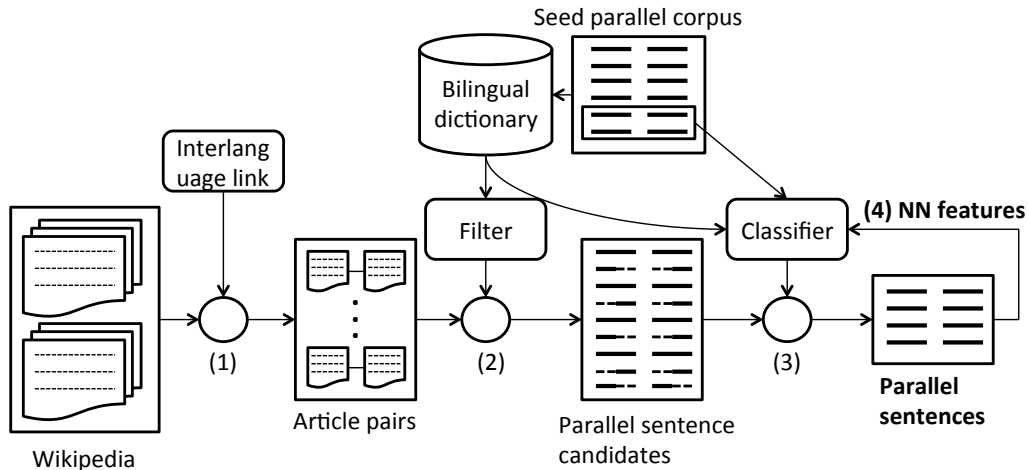 Seed parallel corpus
Bilingual
dictionary
Interlang
uage link
Filter
Classifier
(4) NN features
(1)
(2)
(3)
Article pairs
Parallel sentence
candidates
Parallel
sentences
Wikipedia